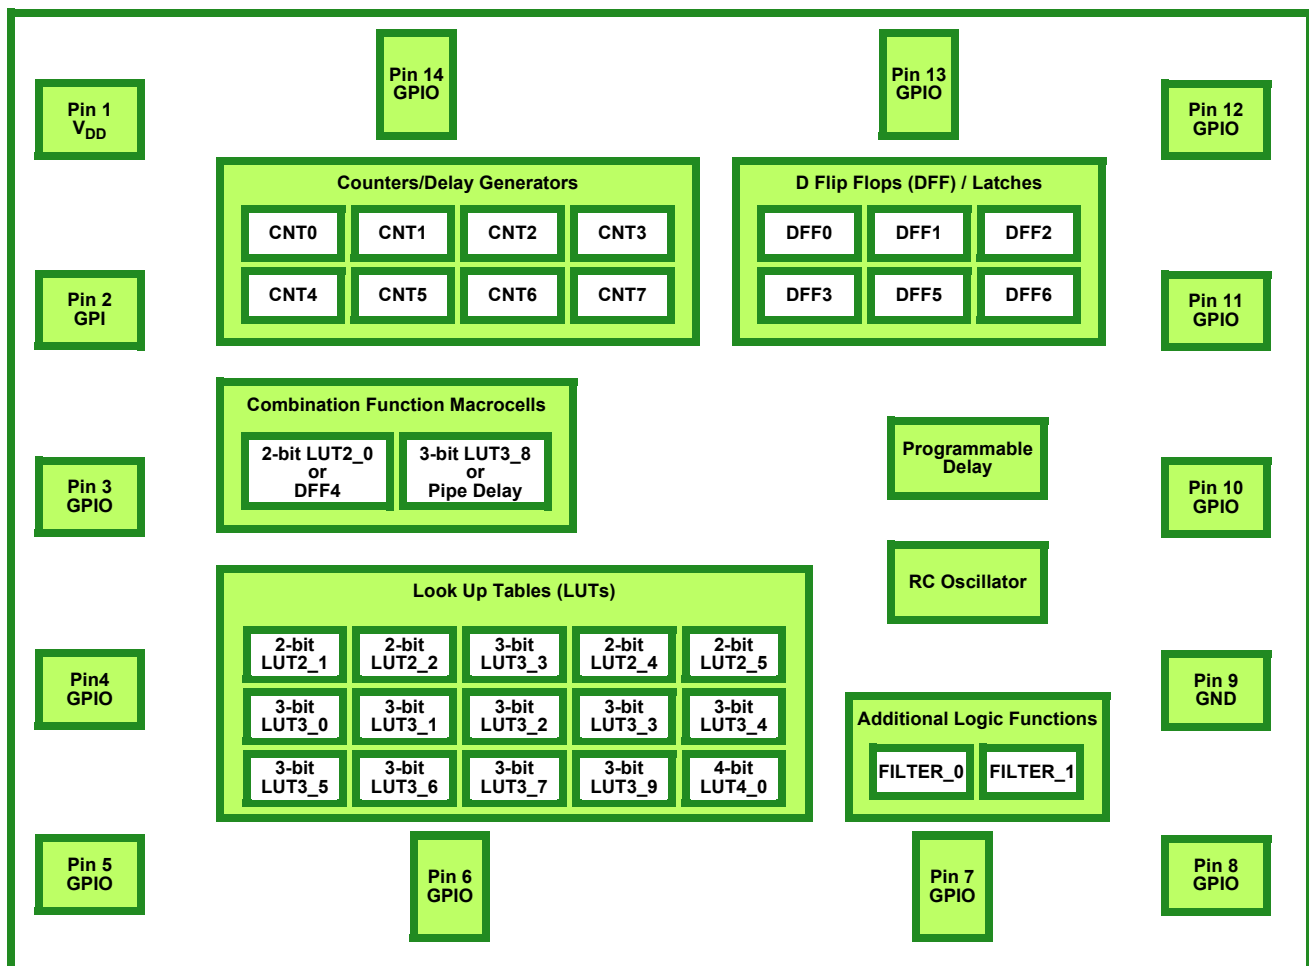 Pin 14
GPIO
Pin 13
GPIO
Pin 1
VDD
Pin 12
GPIO
Counters/Delay Generators
CNT0
CNT1
CNT2
CNT3
CNT4
CNT5
CNT6
CNT7
D Flip Flops (DFF) / Latches
DFF0
DFF1
DFF2
DFF3
DFF5
DFF6
Pin 2
GPI
Pin 11
GPIO
Combination Function Macrocells
2-bit LUT2_0
or
DFF4
3-bit LUT3_8
or
Pipe Delay
Programmable
Delay
Pin 3
GPIO
Pin 10
GPIO
RC Oscillator
Look Up Tables (LUTs)
2-bit
LUT2_1
2-bit
LUT2_2
3-bit
LUT3_3
2-bit
LUT2_4
2-bit
LUT2_5
3-bit
LUT3_0
3-bit
LUT3_1
3-bit
LUT3_2
3-bit
LUT3_3
3-bit
LUT3_4
3-bit
LUT3_5
3-bit
LUT3_6
3-bit
LUT3_7
3-bit
LUT3_9
4-bit
LUT4_0
Pin4
GPIO
Pin 9
GND
Additional Logic Functions
FILTER_0
FILTER_1
Pin 5
GPIO
Pin 6
GPIO
Pin 7
GPIO
Pin 8
GPIO